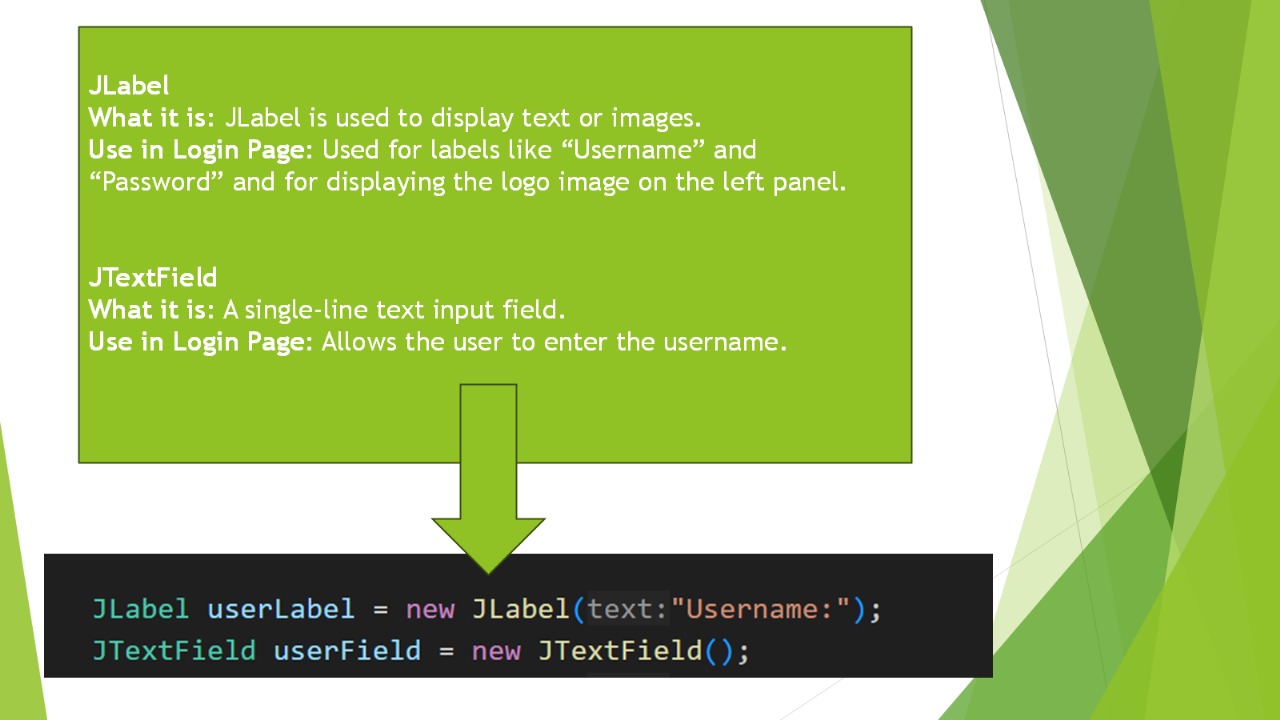 JLabel
What it is: JLabel is used to display text or images.
Use in Login Page: Used for labels like “Username” and
“Password” and for displaying the logo image on the left panel.
JTextField
What it is: A single-line text input field.
Use in Login Page: Allows the user to enter the username.
JLabel userLabel = new JLabel(text:"Username:");
JTextField userField = new JTextField();